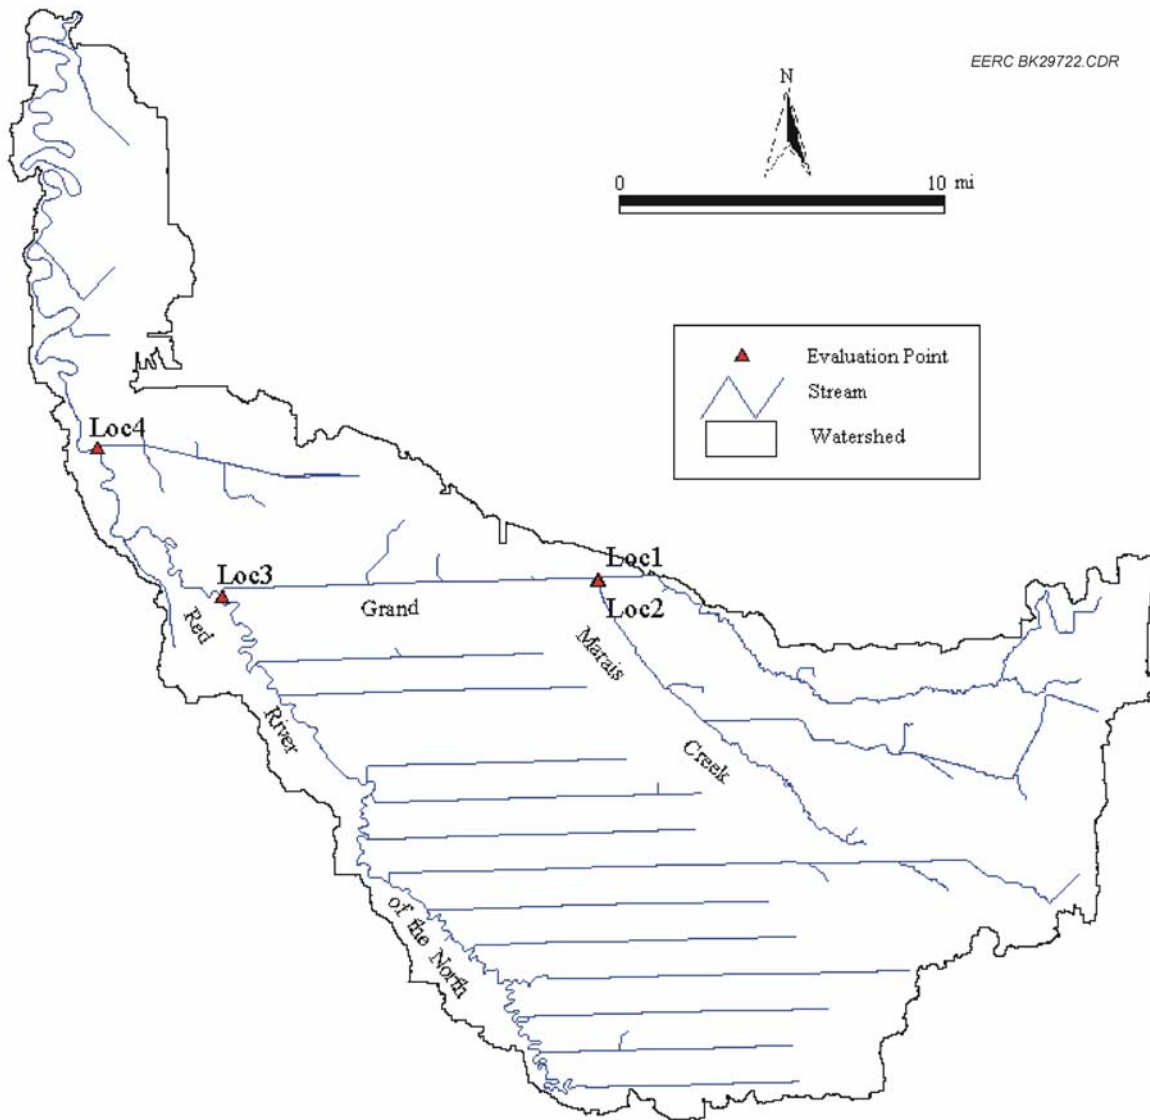 EERC BK29722.CDR
N
0 10 mi
Evaluation Point
Stream
Watershed
Loc4
Loc1
Loc3
Loc2
Grand
Marais
Creek
Red
River
of the North